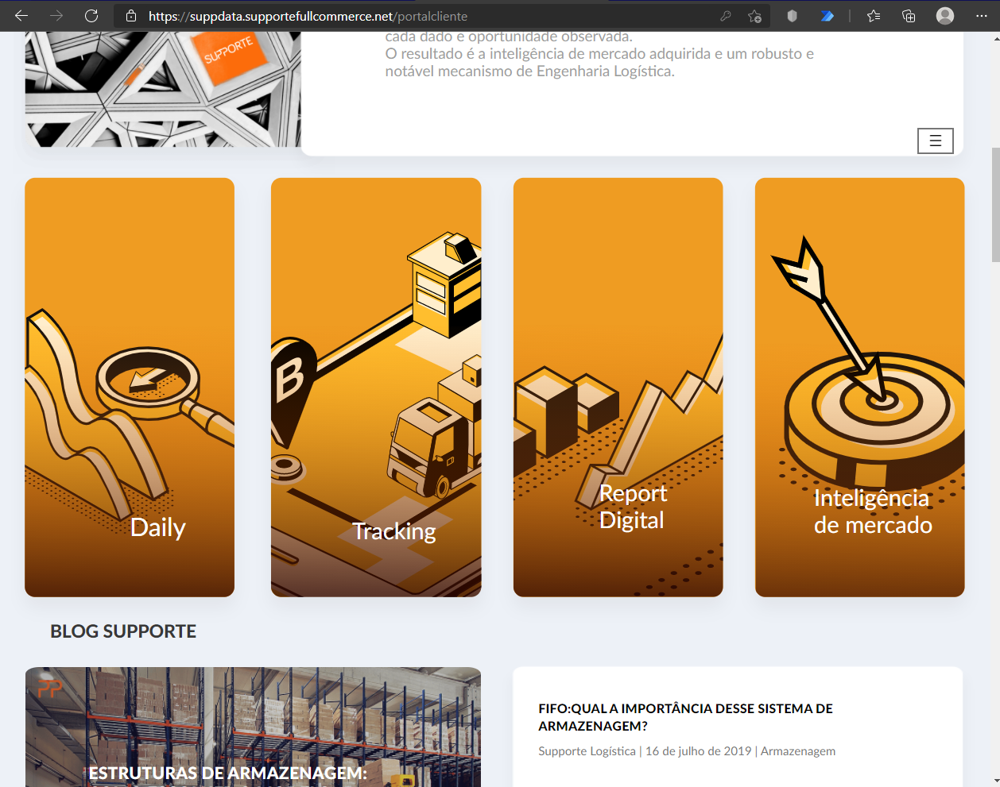 https://suppdata.supportefullcommerce.net/portalcliente
SUPPORTE
cada dado e oportunidade observada.
O resultado é a inteligência de mercado adquirida e um robusto e
notável mecanismo de Engenharia Logística.
B
Daily
Tracking
Report
Digital
Inteligência
de mercado
BLOG SUPPORTE
ESTRUTURAS DE ARMAZENAGEM:
FIFO:QUAL A IMPORTÂNCIA DESSE SISTEMA DE
ARMAZENAGEM?
Supporte Logística | 16 de julho de 2019 | Armazenagem